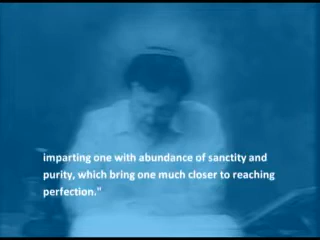 imparting one with abundance of sanctity and
purity, which bring one much closer to reaching
perfection."